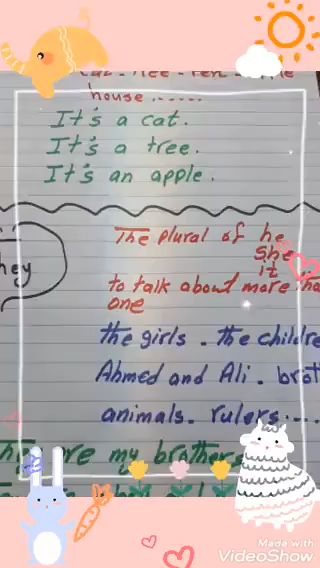 house......
It's a cat.
It's a tree.
It's an apple.
hey
The plural of he
she
it
to talk about more tha
one
the girls. the childre
Ahmed and Ali. brot
animals. rulers....
my brothers
Made with
VideoShow